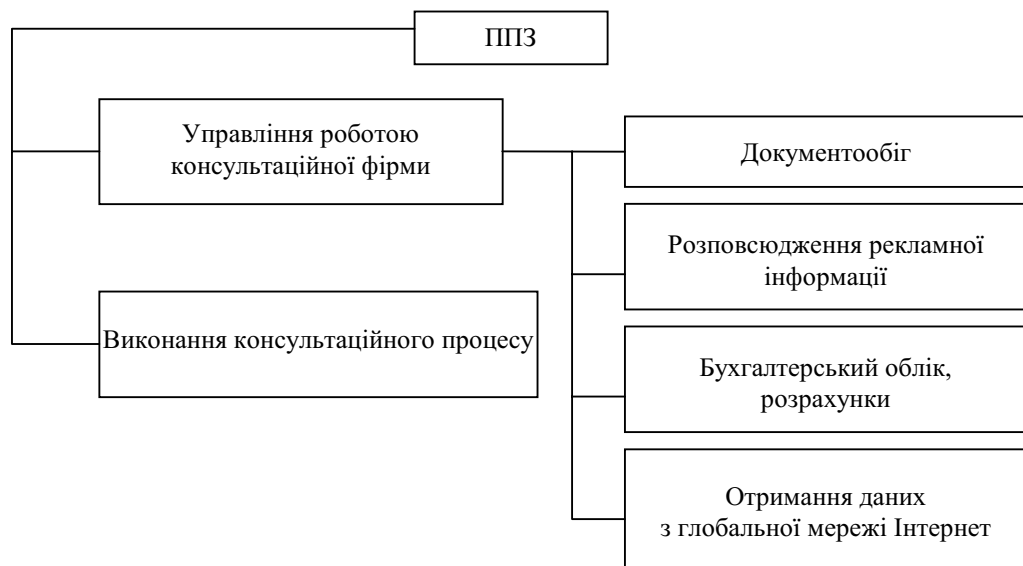 ППЗ
Управління роботою
консультаційної фірми
Виконання консультаційного процесу
Документообіг
Розповсюдження рекламної
інформації
Бухгалтерський облік,
розрахунки
Отримання даних
з глобальної мережі Інтернет